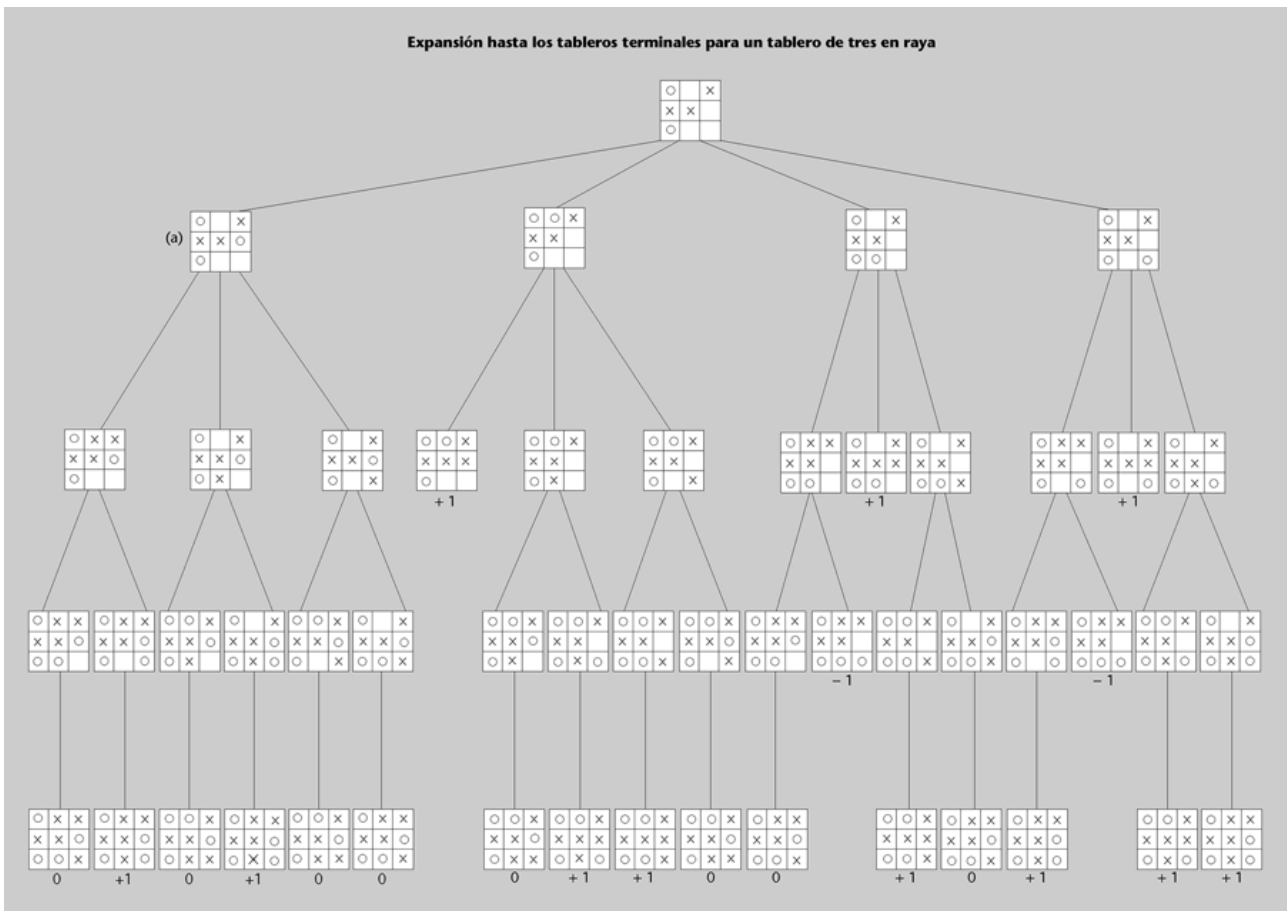 Expansión hasta los tableros terminales para un tablero de tres en raya
(a)
+ 1 + 1 + 1
– 1 – 1
0 +1 0 +1 0 0 0 + 1 + 1 0 0 + 1 0 + 1 + 1 + 1